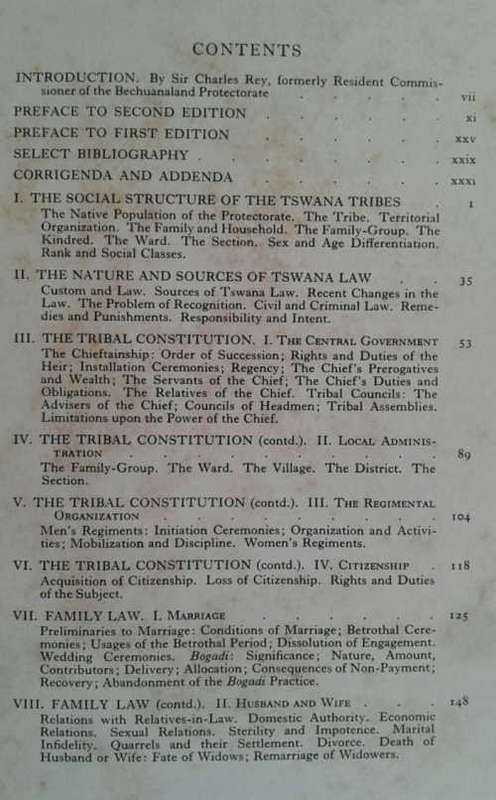 CONTENTS
INTRODUCTION. By Sir Charles Rey, formerly Resident Commis-
sioner of the Bechuanaland Protectorate . . . . . vii
PREFACE TO SECOND EDITION . . . . . xi
PREFACE TO FIRST EDITION . . . . . xxv
SELECT BIBLIOGRAPHY . . . . . . xxix
CORRIGENDA AND ADDENDA . . . . . xxxi
I. THE SOCIAL STRUCTURE OF THE TSWANA TRIBES . 1
The Native Population of the Protectorate. The Tribe. Territorial
Organization. The Family and Household. The Family-Group. The
Kindred. The Ward. The Section. Sex and Age Differentiation.
Rank and Social Classes.
II. THE NATURE AND SOURCES OF TSWANA LAW . . 35
Custom and Law. Sources of Tswana Law. Recent Changes in the
Law. The Problem of Recognition. Civil and Criminal Law. Reme-
dies and Punishments. Responsibility and Intent.
III. THE TRIBAL CONSTITUTION. I. THE CENTRAL GOVERNMENT 53
The Chieftainship: Order of Succession; Rights and Duties of the
Heir; Installation Ceremonies; Regency; The Chief's Prerogatives
and Wealth; The Servants of the Chief; The Chief's Duties and
Obligations. The Relatives of the Chief. Tribal Councils: The
Advisers of the Chief; Councils of Headmen; Tribal Assemblies.
Limitations upon the Power of the Chief.
IV. THE TRIBAL CONSTITUTION (contd.). II. LOCAL ADMINIS-
TRATION . . . . . . . . . 89
The Family-Group. The Ward. The Village. The District. The
Section.
V. THE TRIBAL CONSTITUTION (contd.). III. THE REGIMENTAL
ORGANIZATION . . . . . . . . 104
Men's Regiments: Initiation Ceremonies; Organization and Activi-
ties; Mobilization and Discipline. Women's Regiments.
VI. THE TRIBAL CONSTITUTION (contd.). IV. CITIZENSHIP . 118
Acquisition of Citizenship. Loss of Citizenship. Rights and Duties
of the Subject.
VII. FAMILY LAW. I. MARRIAGE . . . . . 125
Preliminaries to Marriage: Conditions of Marriage; Betrothal Cere-
monies; Usages of the Betrothal Period; Dissolution of Engagement.
Wedding Ceremonies. Bogadi: Significance; Nature, Amount,
Contributors; Delivery; Allocation; Consequences of Non-Payment;
Recovery; Abandonment of the Bogadi Practice.
VIII. FAMILY LAW (contd.). II. HUSBAND AND WIFE . . . 148
Relations with Relatives-in-Law. Domestic Authority. Economic
Relations. Sexual Relations. Sterility and Impotence. Marital
Infidelity. Quarrels and their Settlement. Divorce. Death of
Husband or Wife: Fate of Widows; Remarriage of Widowers.